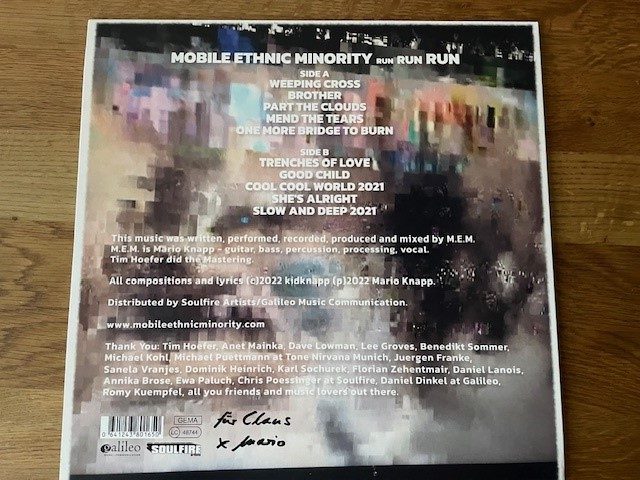 MOBILE ETHNIC MINORITY RUN RUN RUN
SIDE A
WEEPING CROSS
BROTHER
PART THE CLOUDS
MEND THE TEARS
ONE MORE BRIDGE TO BURN
SIDE B
TRENCHES OF LOVE
GOOD CHILD
COOL COOL WORLD 2021
SHE'S ALRIGHT
SLOW AND DEEP 2021
This music was written, performed, recorded, produced and mixed by M.E.M.
M.E.M. is Mario Knapp - guitar, bass, percussion, processing, vocal.
Tim Hoefer did the Mastering.
All compositions and lyrics (c)2022 kidknapp (p)2022 Mario Knapp.
Distributed by Soulfire Artists/Galileo Music Communication.
www.mobileethnicminority.com
Thank You: Tim Hoefer, Anet Mainka, Dave Lowman, Lee Groves, Benedikt Sommer,
Michael Kohl, Michael Puettmann at Tone Nirvana Munich, Juergen Franke,
Sanela Vranjes, Dominik Heinrich, Karl Sochurek, Florian Zehentmair, Daniel Lanois,
Annika Brose, Ewa Paluch, Chris Poessinger at Soulfire, Daniel Dinkel at Galileo,
Romy Kuempfel, all you friends and music lovers out there.
GEMA
LC 48744
0 641243 801650
für Claus
x Mario
galileo
SOULFIRE